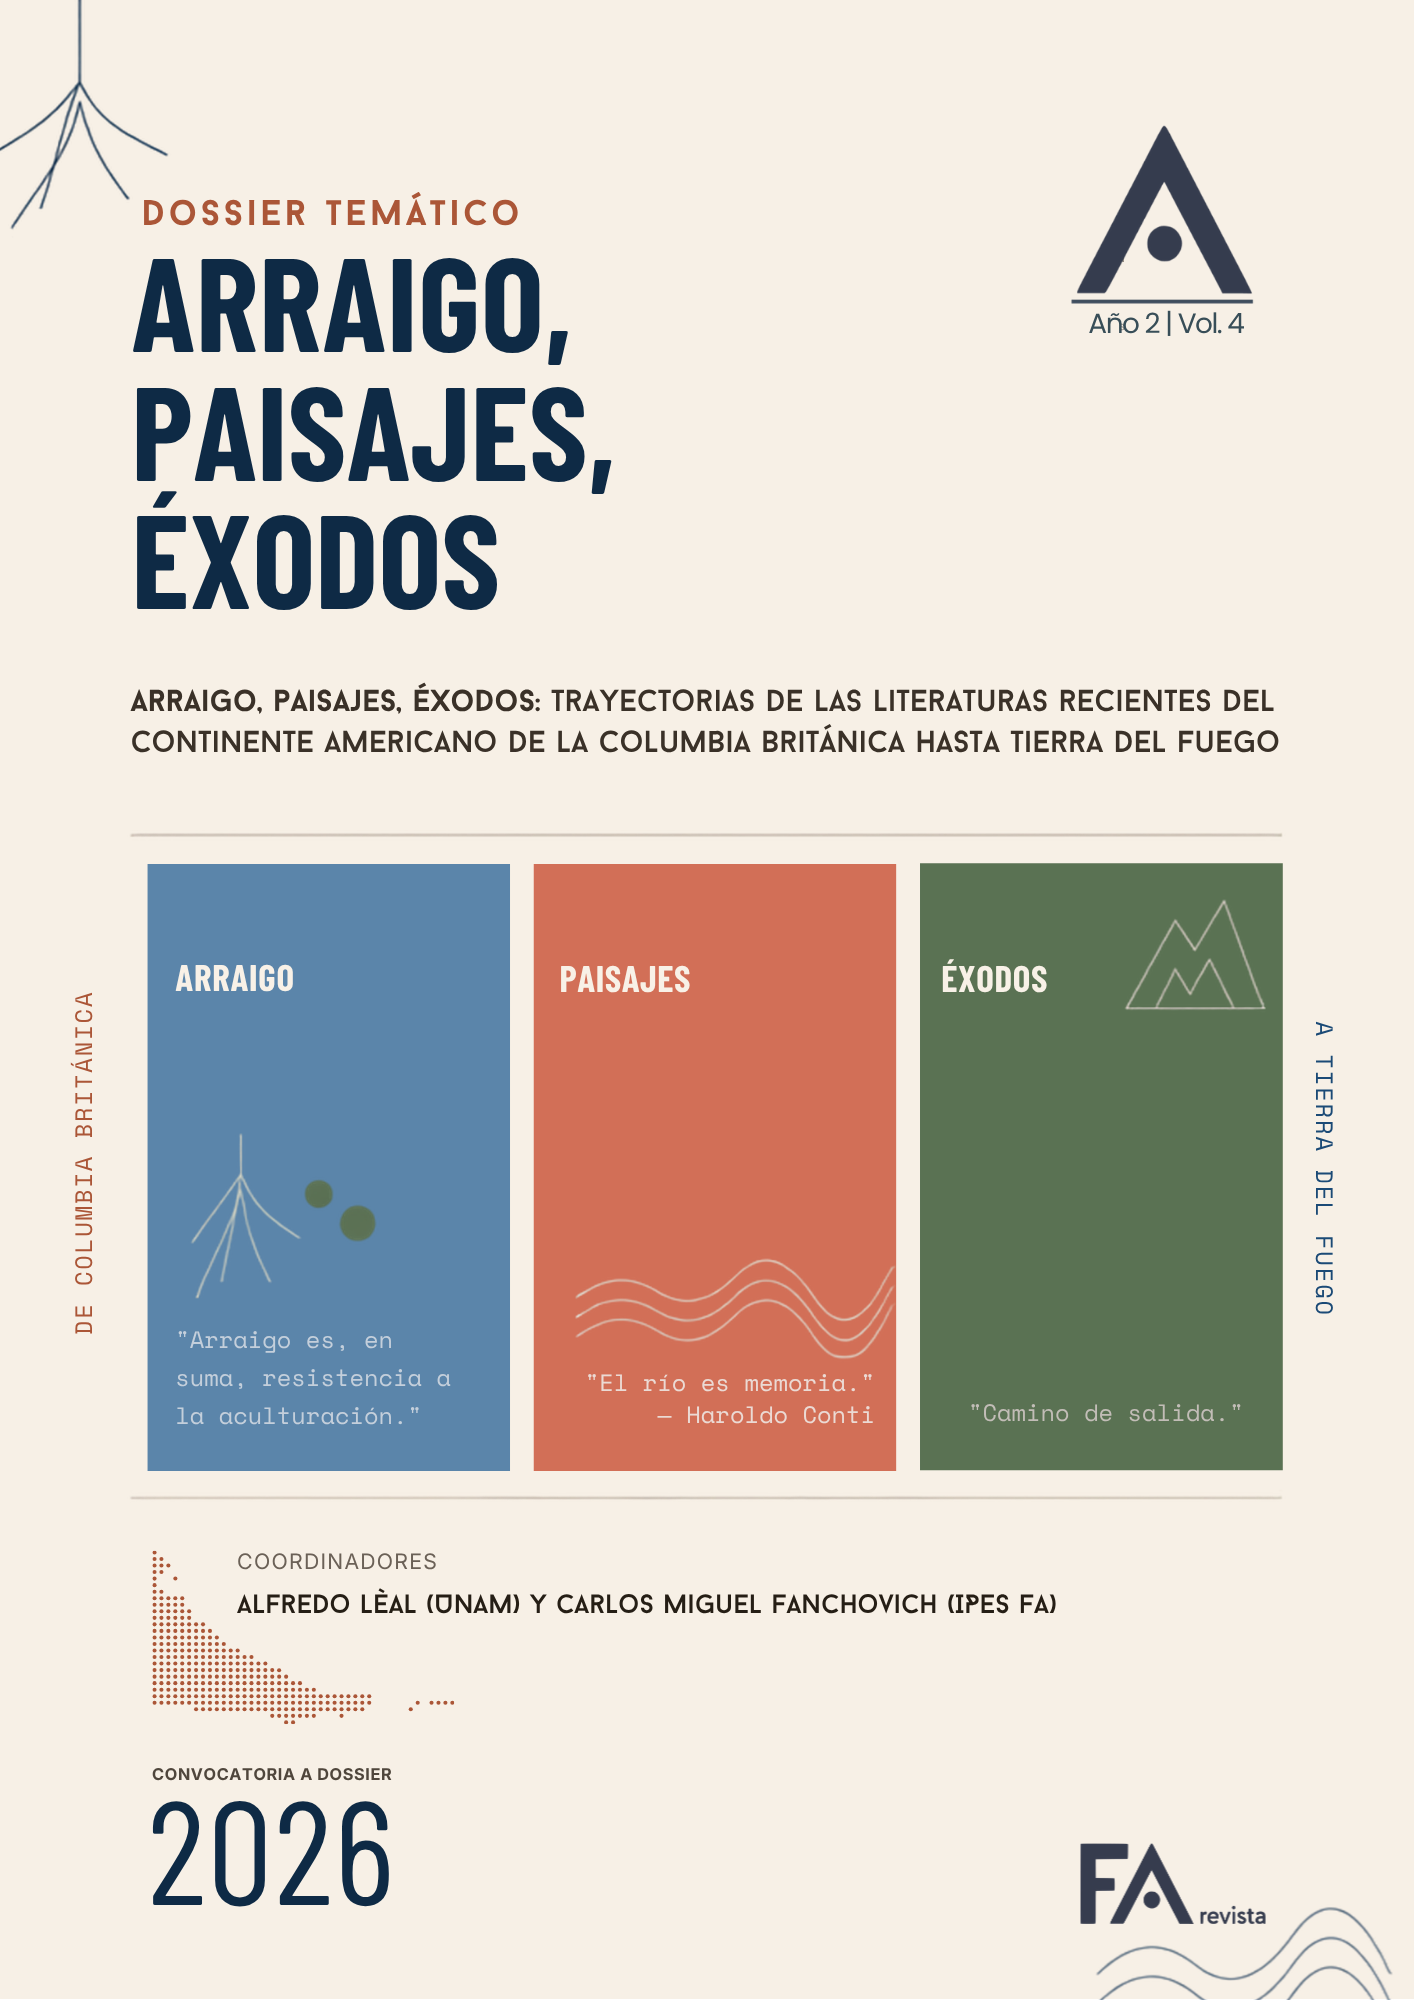 DOSSIER TEMÁTICO
ARRAIGO,
PAISAJES,
ÉXODOS
Año 2 | Vol. 4
ARRAIGO, PAISAJES, ÉXODOS: TRAYECTORIAS DE LAS LITERATURAS RECIENTES DEL
CONTINENTE AMERICANO DE LA COLUMBIA BRITÁNICA HASTA TIERRA DEL FUEGO
DE COLUMBIA BRITÁNICA
ARRAIGO
"Arraigo es, en
suma, resistencia a
la aculturación."
PAISAJES
"El río es memoria."
— Haroldo Conti
ÉXODOS
"Camino de salida."
A TIERRA DEL FUEGO
COORDINADORES
ALFREDO LÈAL (UNAM) Y CARLOS MIGUEL FANCHOVICH (IPES FA)
CONVOCATORIA A DOSSIER
2026
FA revista